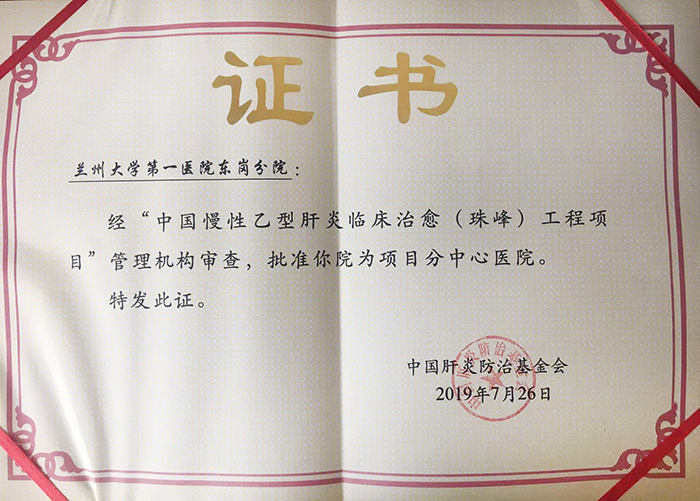 证书
兰州大学第一医院东岗分院：
经“中国慢性乙型肝炎临床治愈（珠峰）工程项
目”管理机构审查，批准你院为项目分中心医院。
特发此证。
中国肝炎防治基金会
2019年7月26日